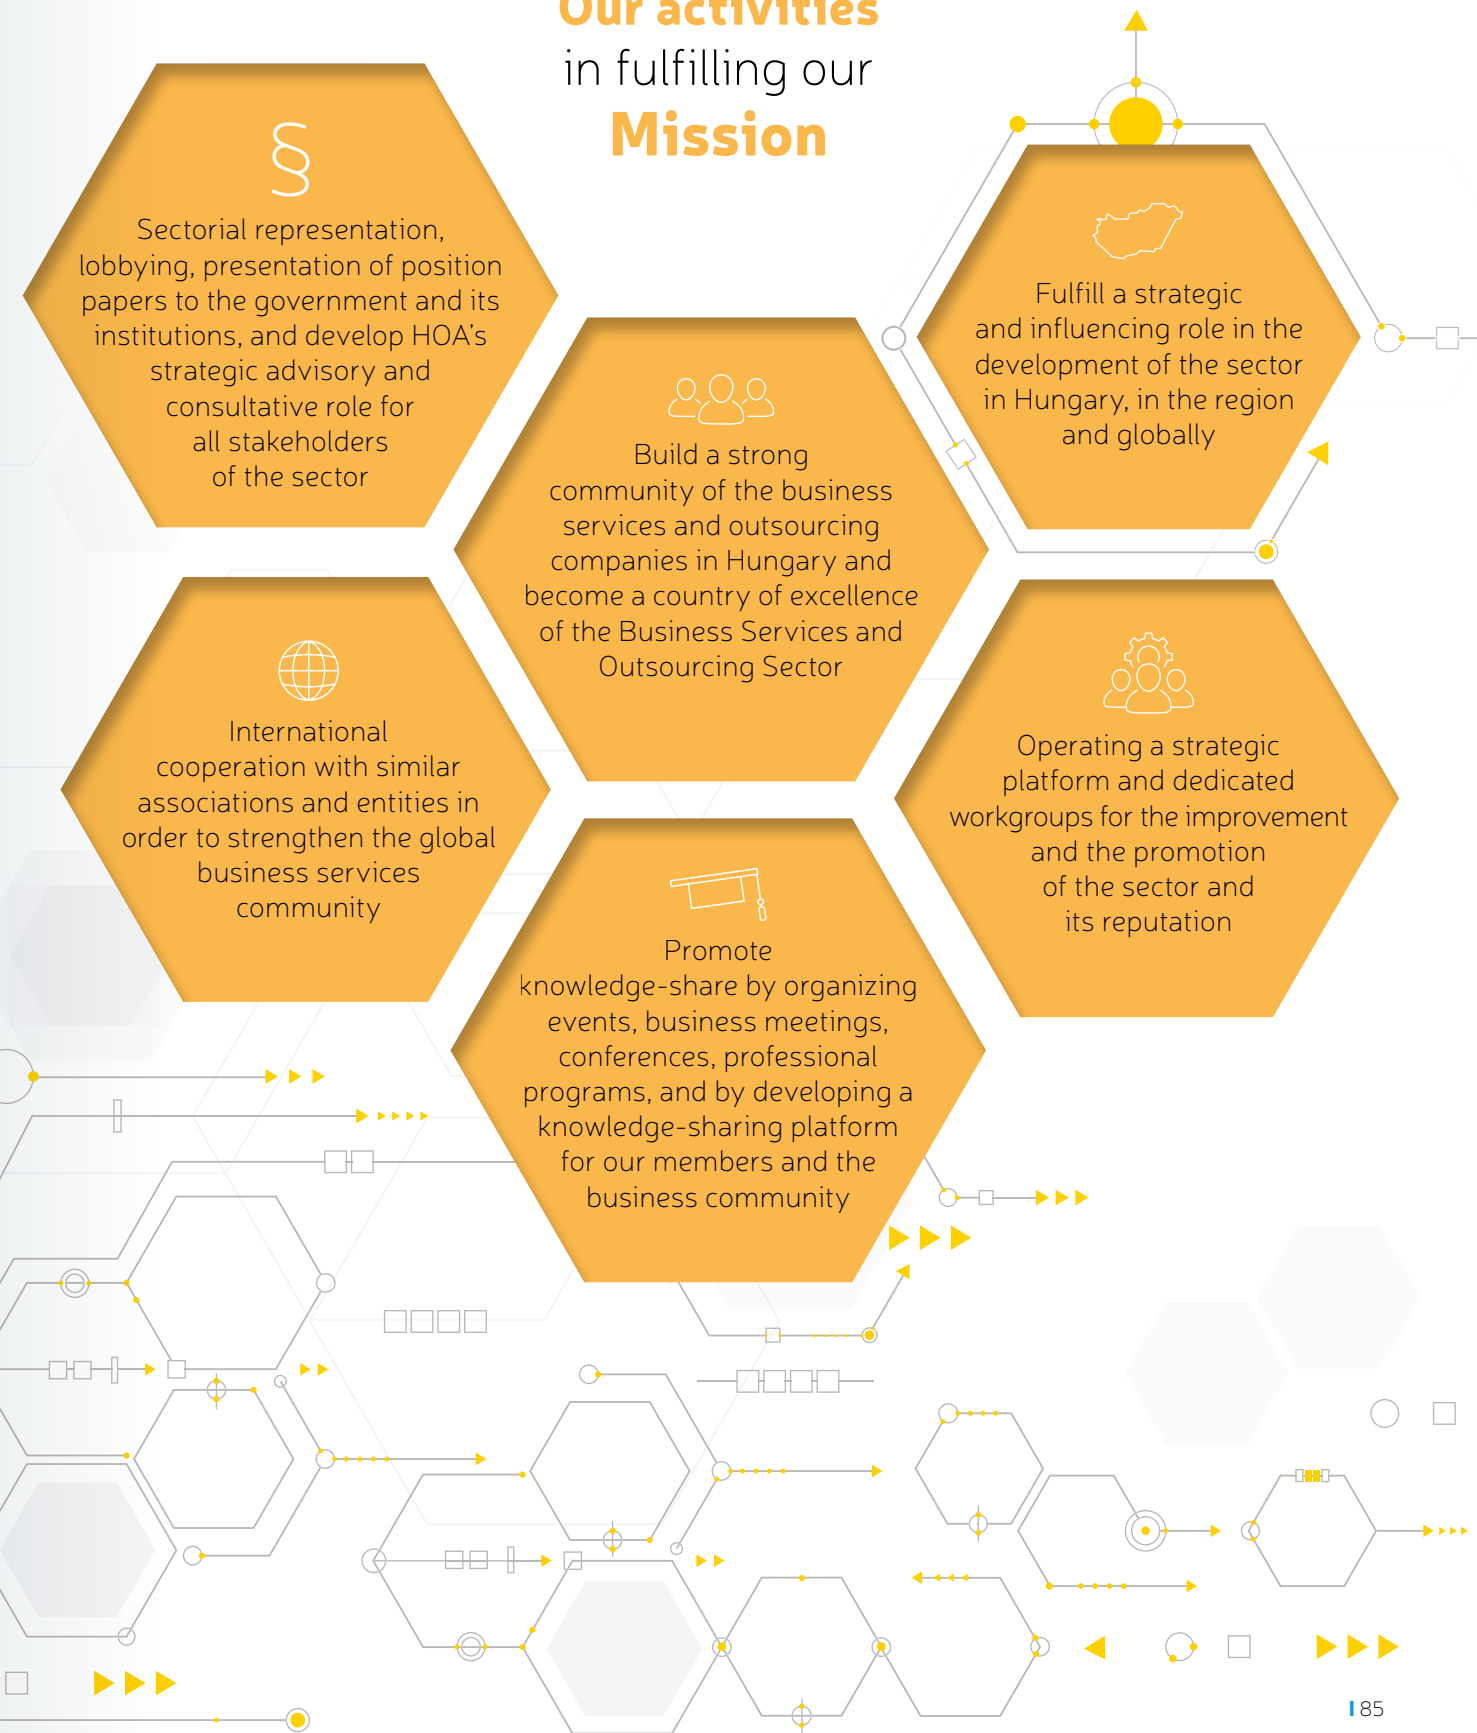 Our activities
in fulfilling our
Mission
§
Sectorial representation,
lobbying, presentation of position
papers to the government and its
institutions, and develop HOA's
strategic advisory and
consultative role for
all stakeholders
of the sector
Build a strong
community of the business
services and outsourcing
companies in Hungary and
become a country of excellence
of the Business Services and
Outsourcing Sector
Fulfill a strategic
and influencing role in the
development of the sector
in Hungary, in the region
and globally
International
cooperation with similar
associations and entities in
order to strengthen the global
business services
community
Promote
knowledge-share by organizing
events, business meetings,
conferences, professional
programs, and by developing a
knowledge-sharing platform
for our members and the
business community
Operating a strategic
platform and dedicated
workgroups for the improvement
and the promotion
of the sector and
its reputation
85